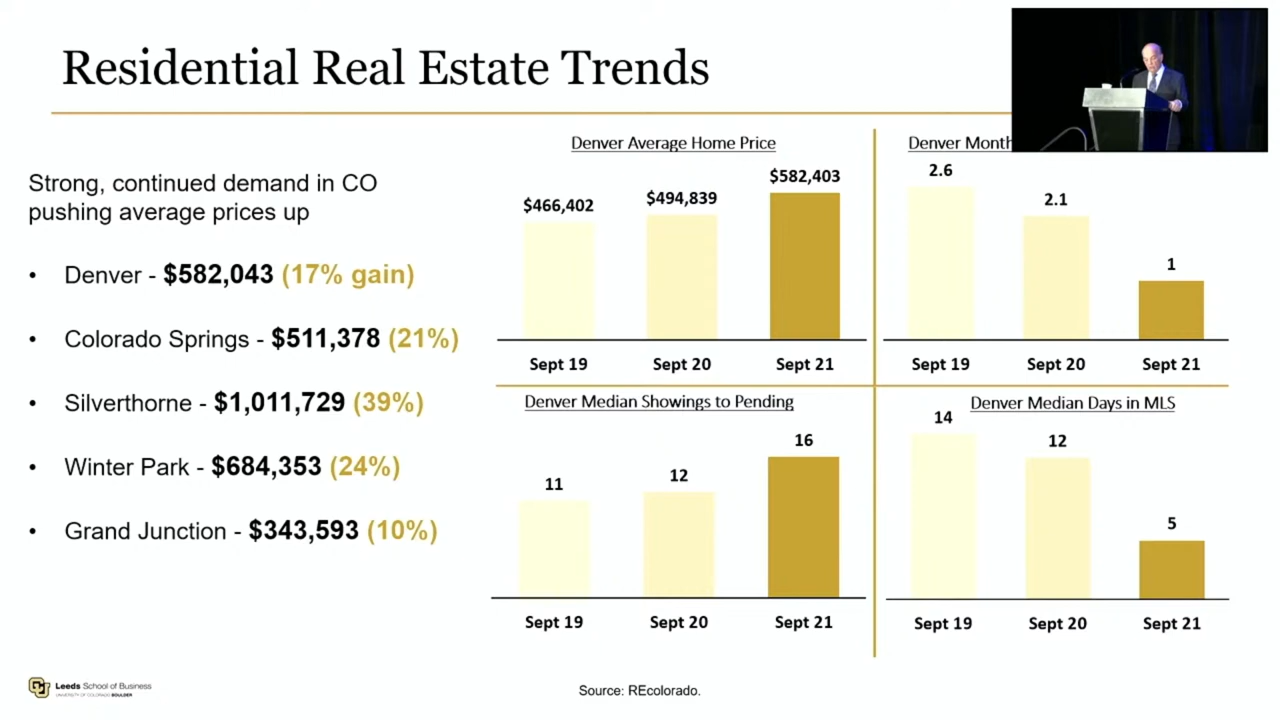 Residential Real Estate Trends
Strong, continued demand in CO
pushing average prices up
• Denver - $582,043 (17% gain)
• Colorado Springs - $511,378 (21%)
• Silverthorne - $1,011,729 (39%)
• Winter Park - $684,353 (24%)
• Grand Junction - $343,593 (10%)
Denver Average Home Price
$466,402
$494,839
$582,403
Sept 19
Sept 20
Sept 21
Denver Month
2.6
2.1
1
Sept 19
Sept 20
Sept 21
Denver Median Showings to Pending
11
12
16
Sept 19
Sept 20
Sept 21
Denver Median Days in MLS
14
12
5
Sept 19
Sept 20
Sept 21
Leeds School of Business
UNIVERSITY OF COLORADO BOULDER
Source: REcolorado.